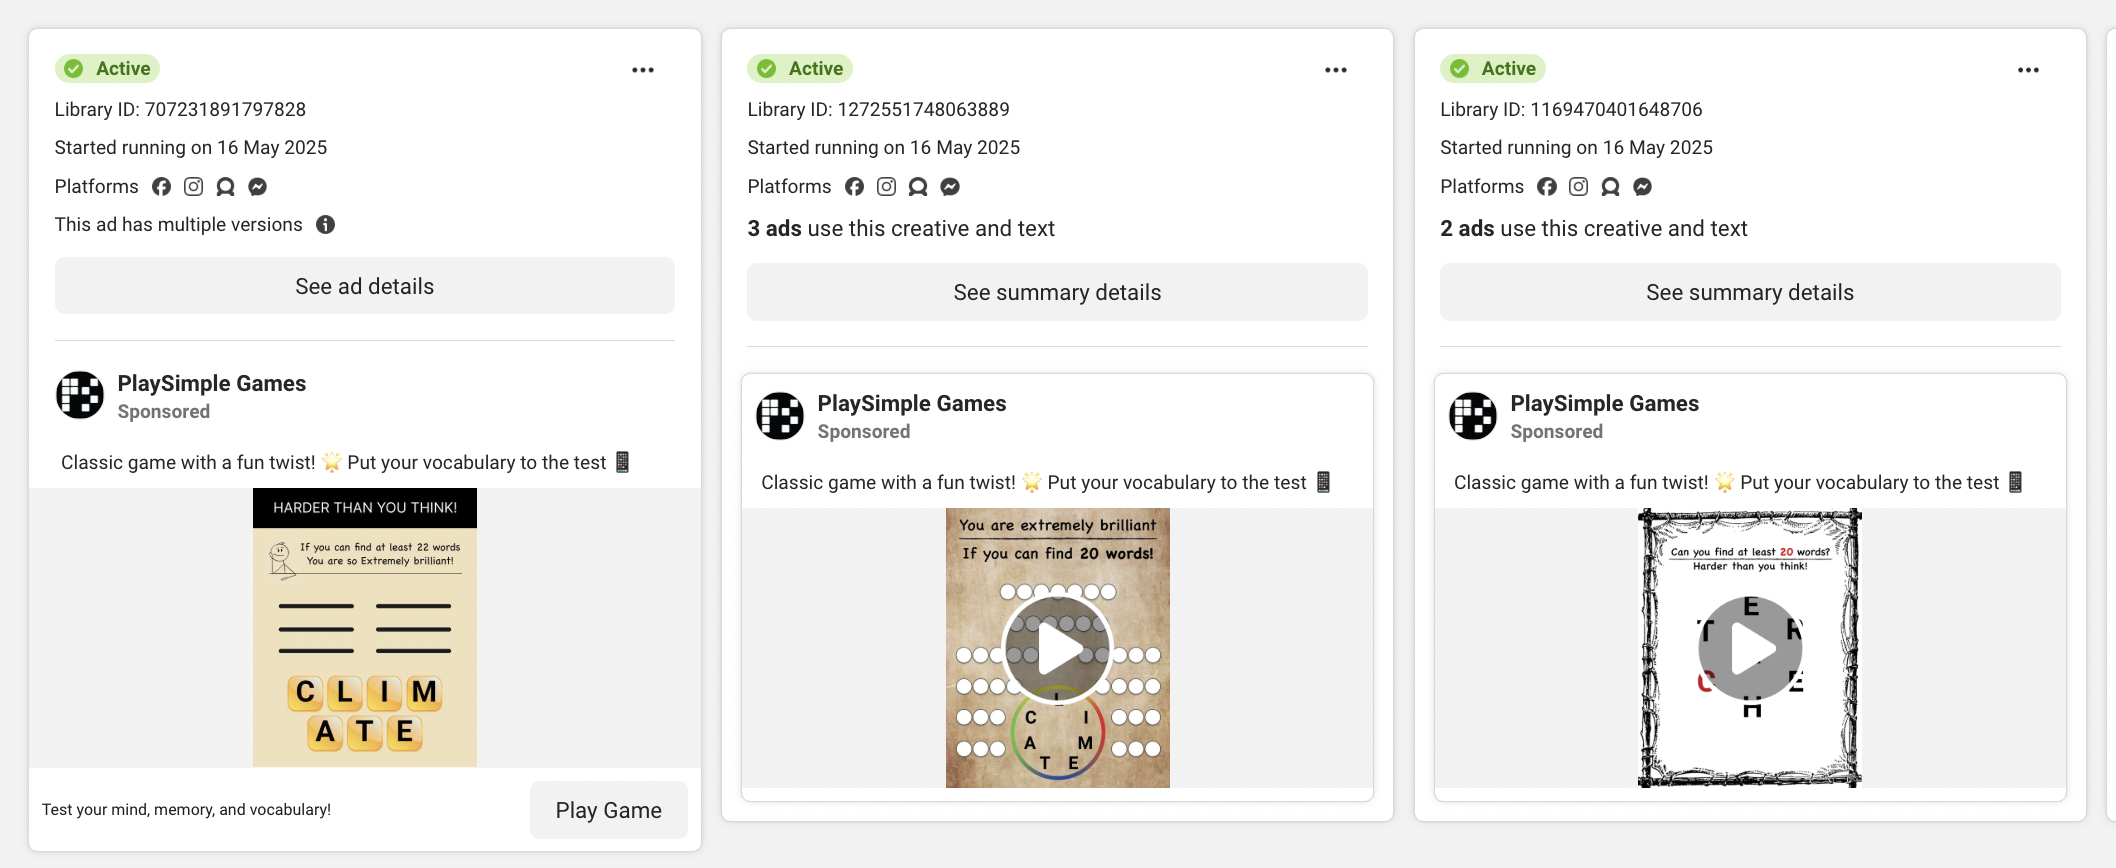 Active
Library ID: 707231891797828
Started running on 16 May 2025
Platforms
This ad has multiple versions
See ad details
PlaySimple Games
Sponsored
Classic game with a fun twist! 🌟 Put your vocabulary to the test 📱
HARDER THAN YOU THINK!
If you can find at least 22 words
You are so Extremely brilliant!
C L I M
A T E
Test your mind, memory, and vocabulary!
Play Game
Active
Library ID: 1272551748063889
Started running on 16 May 2025
Platforms
3 ads use this creative and text
See summary details
PlaySimple Games
Sponsored
Classic game with a fun twist! 🌟 Put your vocabulary to the test 📱
You are extremely brilliant
If you can find 20 words!
L
C I
A M
T E
Active
Library ID: 1169470401648706
Started running on 16 May 2025
Platforms
2 ads use this creative and text
See summary details
PlaySimple Games
Sponsored
Classic game with a fun twist! 🌟 Put your vocabulary to the test 📱
Can you find at least 20 words?
Harder than you think!
E
T R
C E
H